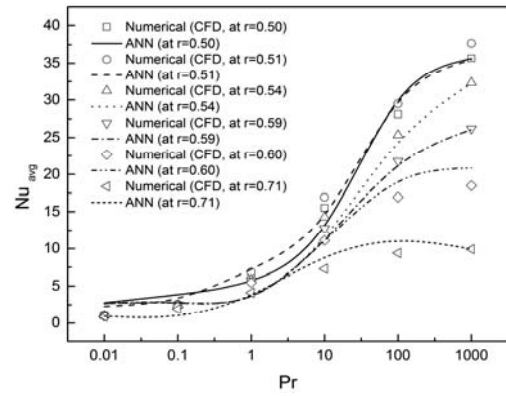 Numerical (CFD, at r=0.50)
ANN (at r=0.50)
Numerical (CFD, at r=0.51)
ANN (at r=0.51)
Numerical (CFD, at r=0.54)
ANN (at r=0.54)
Numerical (CFD, at r=0.59)
ANN (at r=0.59)
Numerical (CFD, at r=0.60)
ANN (at r=0.60)
Numerical (CFD, at r=0.71)
ANN (at r=0.71)
40
35
30
25
20
15
10
5
0
Nu avg
0.01 0.1 1 10 100 1000
Pr